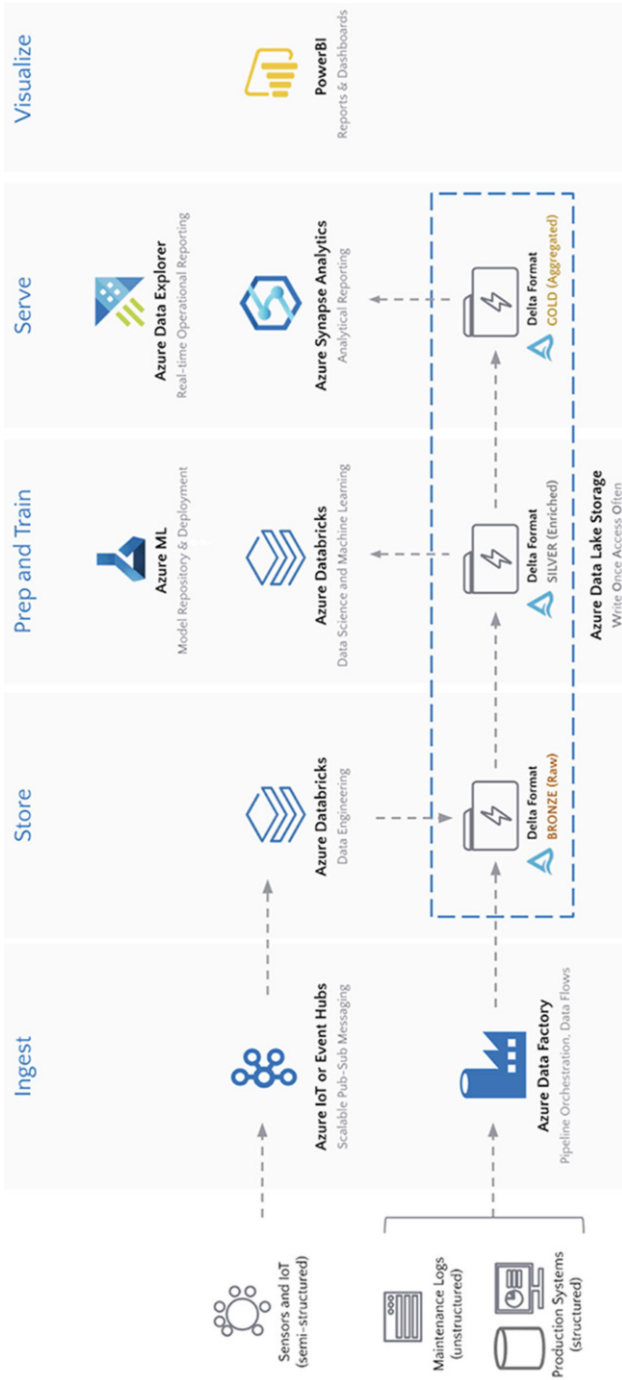 Ingest
Store
Prep and Train
Serve
Visualize
Sensors and IoT
(semi-structured)
Azure IoT or Event Hubs
Scalable Pub-Sub Messaging
Azure Databricks
Data Engineering
Azure ML
Model Repository & Deployment
Azure Databricks
Data Science and Machine Learning
Azure Data Explorer
Real-time Operational Reporting
Azure Synapse Analytics
Analytical Reporting
PowerBI
Reports & Dashboards
Maintenance Logs
(unstructured)
Production Systems
(structured)
Azure Data Factory
Pipeline Orchestration, Data Flows
Delta Format
BRONZE (Raw)
Delta Format
SILVER (Enriched)
Delta Format
GOLD (Aggregated)
Azure Data Lake Storage
Write Once Access Often